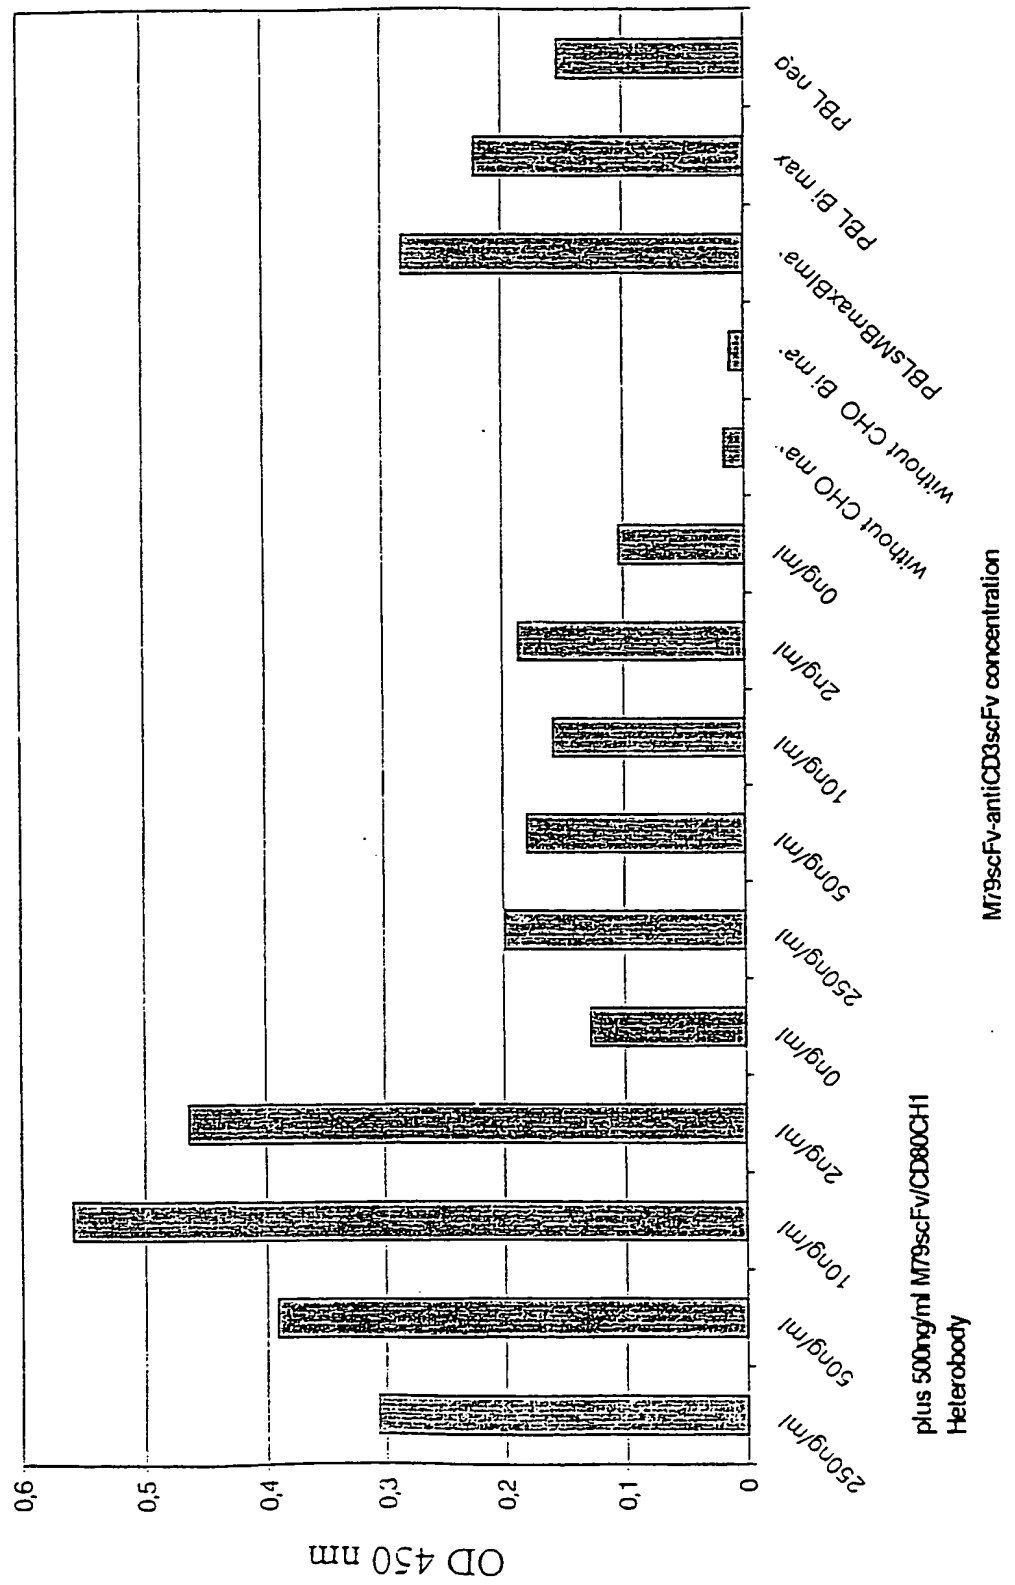 OD 450 nm
0,6
0,5
0,4
0,3
0,2
0,1
0
250ng/ml
50ng/ml
10ng/ml
2ng/ml
0ng/ml
250ng/ml
50ng/ml
10ng/ml
2ng/ml
0ng/ml
without CHO ma
without CHO Bi ma
PBLsMBmaxBIma
PBL Bi max
PBL neg
plus 500ng/ml M79scFv/CD80CH1
Heterobody
M79scFv-antiCD3scFv concentration